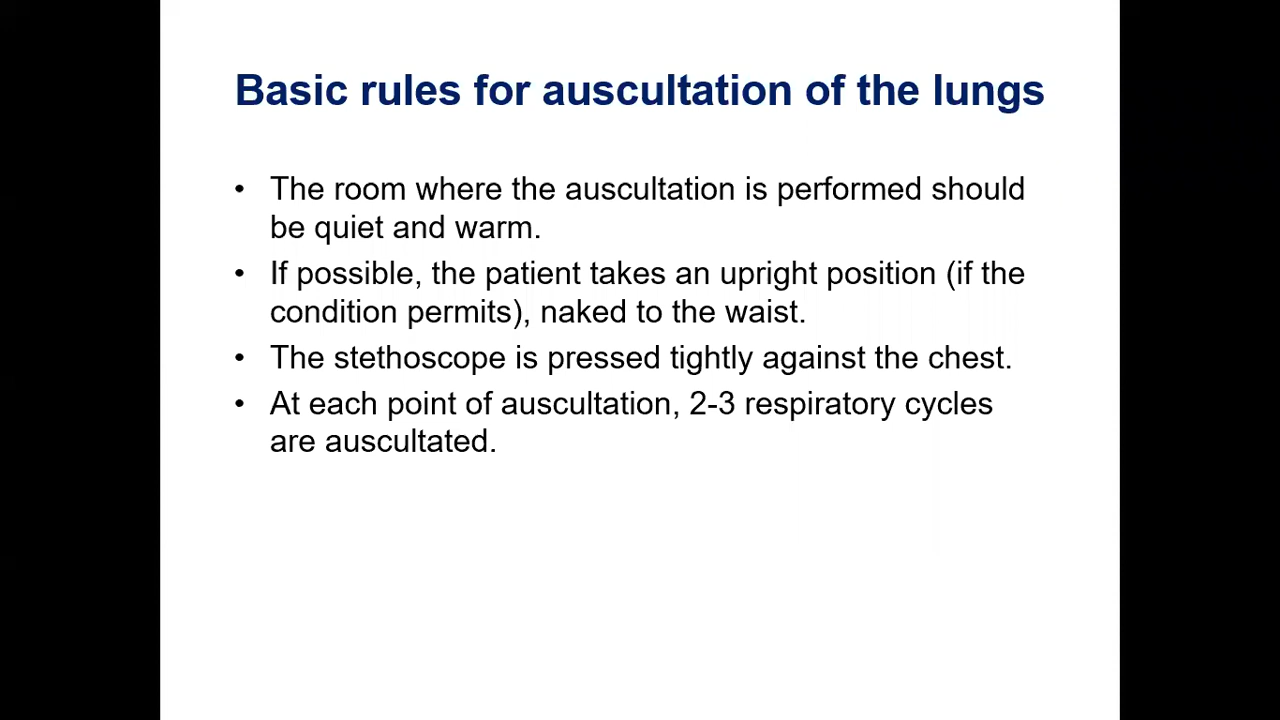 Basic rules for auscultation of the lungs
• The room where the auscultation is performed should
be quiet and warm.
• If possible, the patient takes an upright position (if the
condition permits), naked to the waist.
• The stethoscope is pressed tightly against the chest.
• At each point of auscultation, 2-3 respiratory cycles
are auscultated.